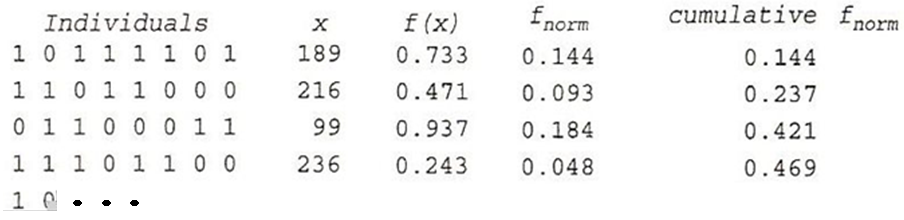 Individuals x f(x) f_norm cumulative f_norm
1 0 1 1 1 1 0 1 189 0.733 0.144 0.144
1 1 0 1 1 0 0 0 216 0.471 0.093 0.237
0 1 1 0 0 0 1 1 99 0.937 0.184 0.421
1 1 1 0 1 1 0 0 236 0.243 0.048 0.469
1 0 • • •